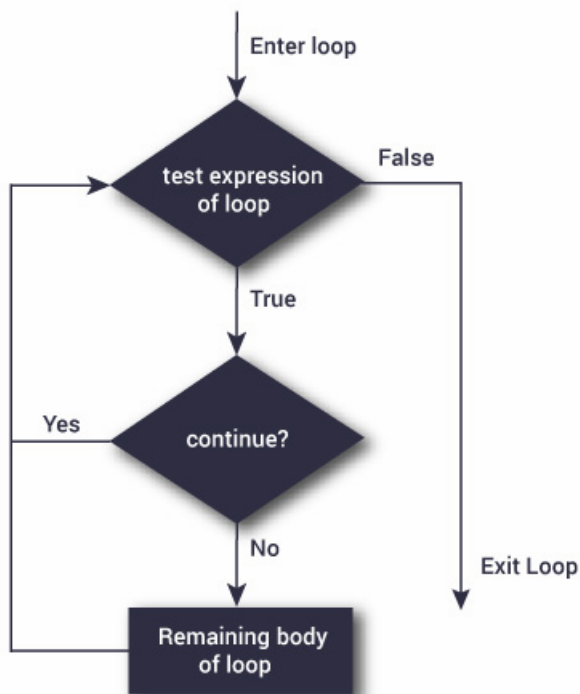 Enter loop
test expression
of loop
False
True
continue?
Yes
No
Exit Loop
Remaining body
of loop